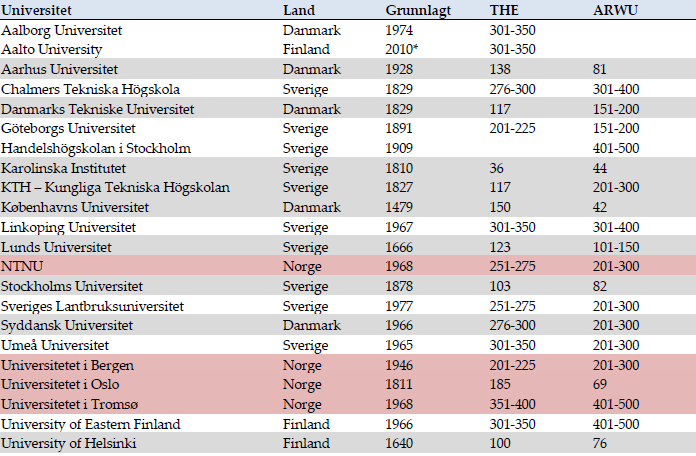 Universitet Land Grunnlagt THE ARWU
Aalborg Universitet Danmark 1974 301-350
Aalto University Finland 2010* 301-350
Aarhus Universitet Danmark 1928 138 81
Chalmers Tekniska Högskola Sverige 1829 276-300 301-400
Danmarks Tekniske Universitet Danmark 1829 117 151-200
Göteborgs Universitet Sverige 1891 201-225 151-200
Handelshögskolan i Stockholm Sverige 1909 401-500
Karolinska Institutet Sverige 1810 36 44
KTH – Kungliga Tekniska Högskolan Sverige 1827 117 201-300
Københavns Universitet Danmark 1479 150 42
Linkoping Universitet Sverige 1967 301-350 301-400
Lunds Universitet Sverige 1666 123 101-150
NTNU Norge 1968 251-275 201-300
Stockholms Universitet Sverige 1878 103 82
Sveriges Lantbruksuniversitet Sverige 1977 251-275 201-300
Syddansk Universitet Danmark 1966 276-300 201-300
Umeå Universitet Sverige 1965 301-350 201-300
Universitetet i Bergen Norge 1946 201-225 201-300
Universitetet i Oslo Norge 1811 185 69
Universitetet i Tromsø Norge 1968 351-400 401-500
University of Eastern Finland Finland 1966 301-350 401-500
University of Helsinki Finland 1640 100 76